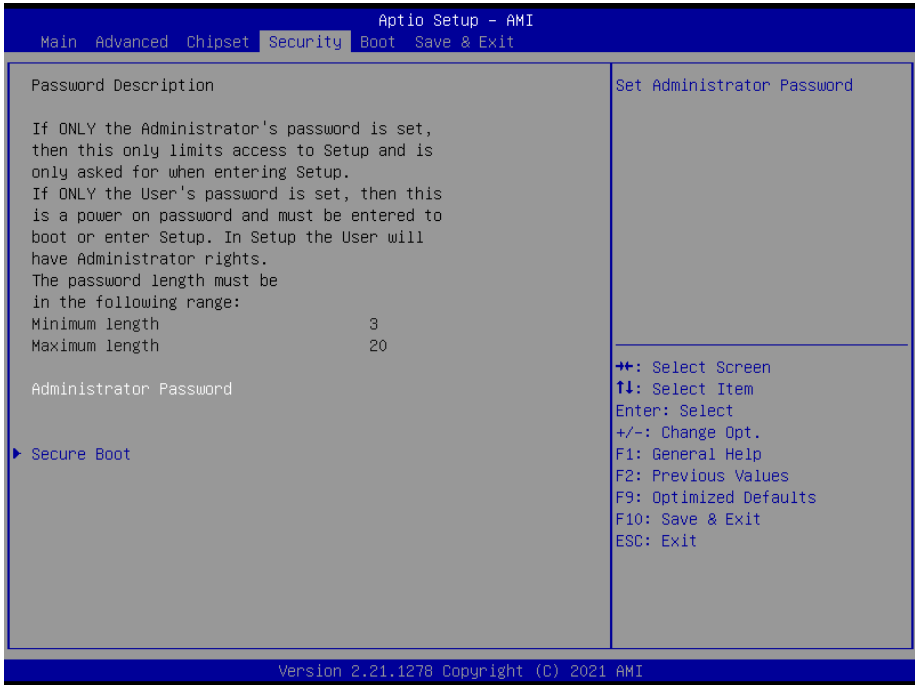 Aptio Setup - AMI
Main Advanced Chipset Security Boot Save & Exit
Password Description
If ONLY the Administrator's password is set,
then this only limits access to Setup and is
only asked for when entering Setup.
If ONLY the User's password is set, then this
is a power on password and must be entered to
boot or enter Setup. In Setup the User will
have Administrator rights.
The password length must be
in the following range:
Minimum length 3
Maximum length 20
Administrator Password
Secure Boot
Set Administrator Password
→←: Select Screen
↑↓: Select Item
Enter: Select
+/-: Change Opt.
F1: General Help
F2: Previous Values
F9: Optimized Defaults
F10: Save & Exit
ESC: Exit
Version 2.21.1278 Copyright (C) 2021 AMI